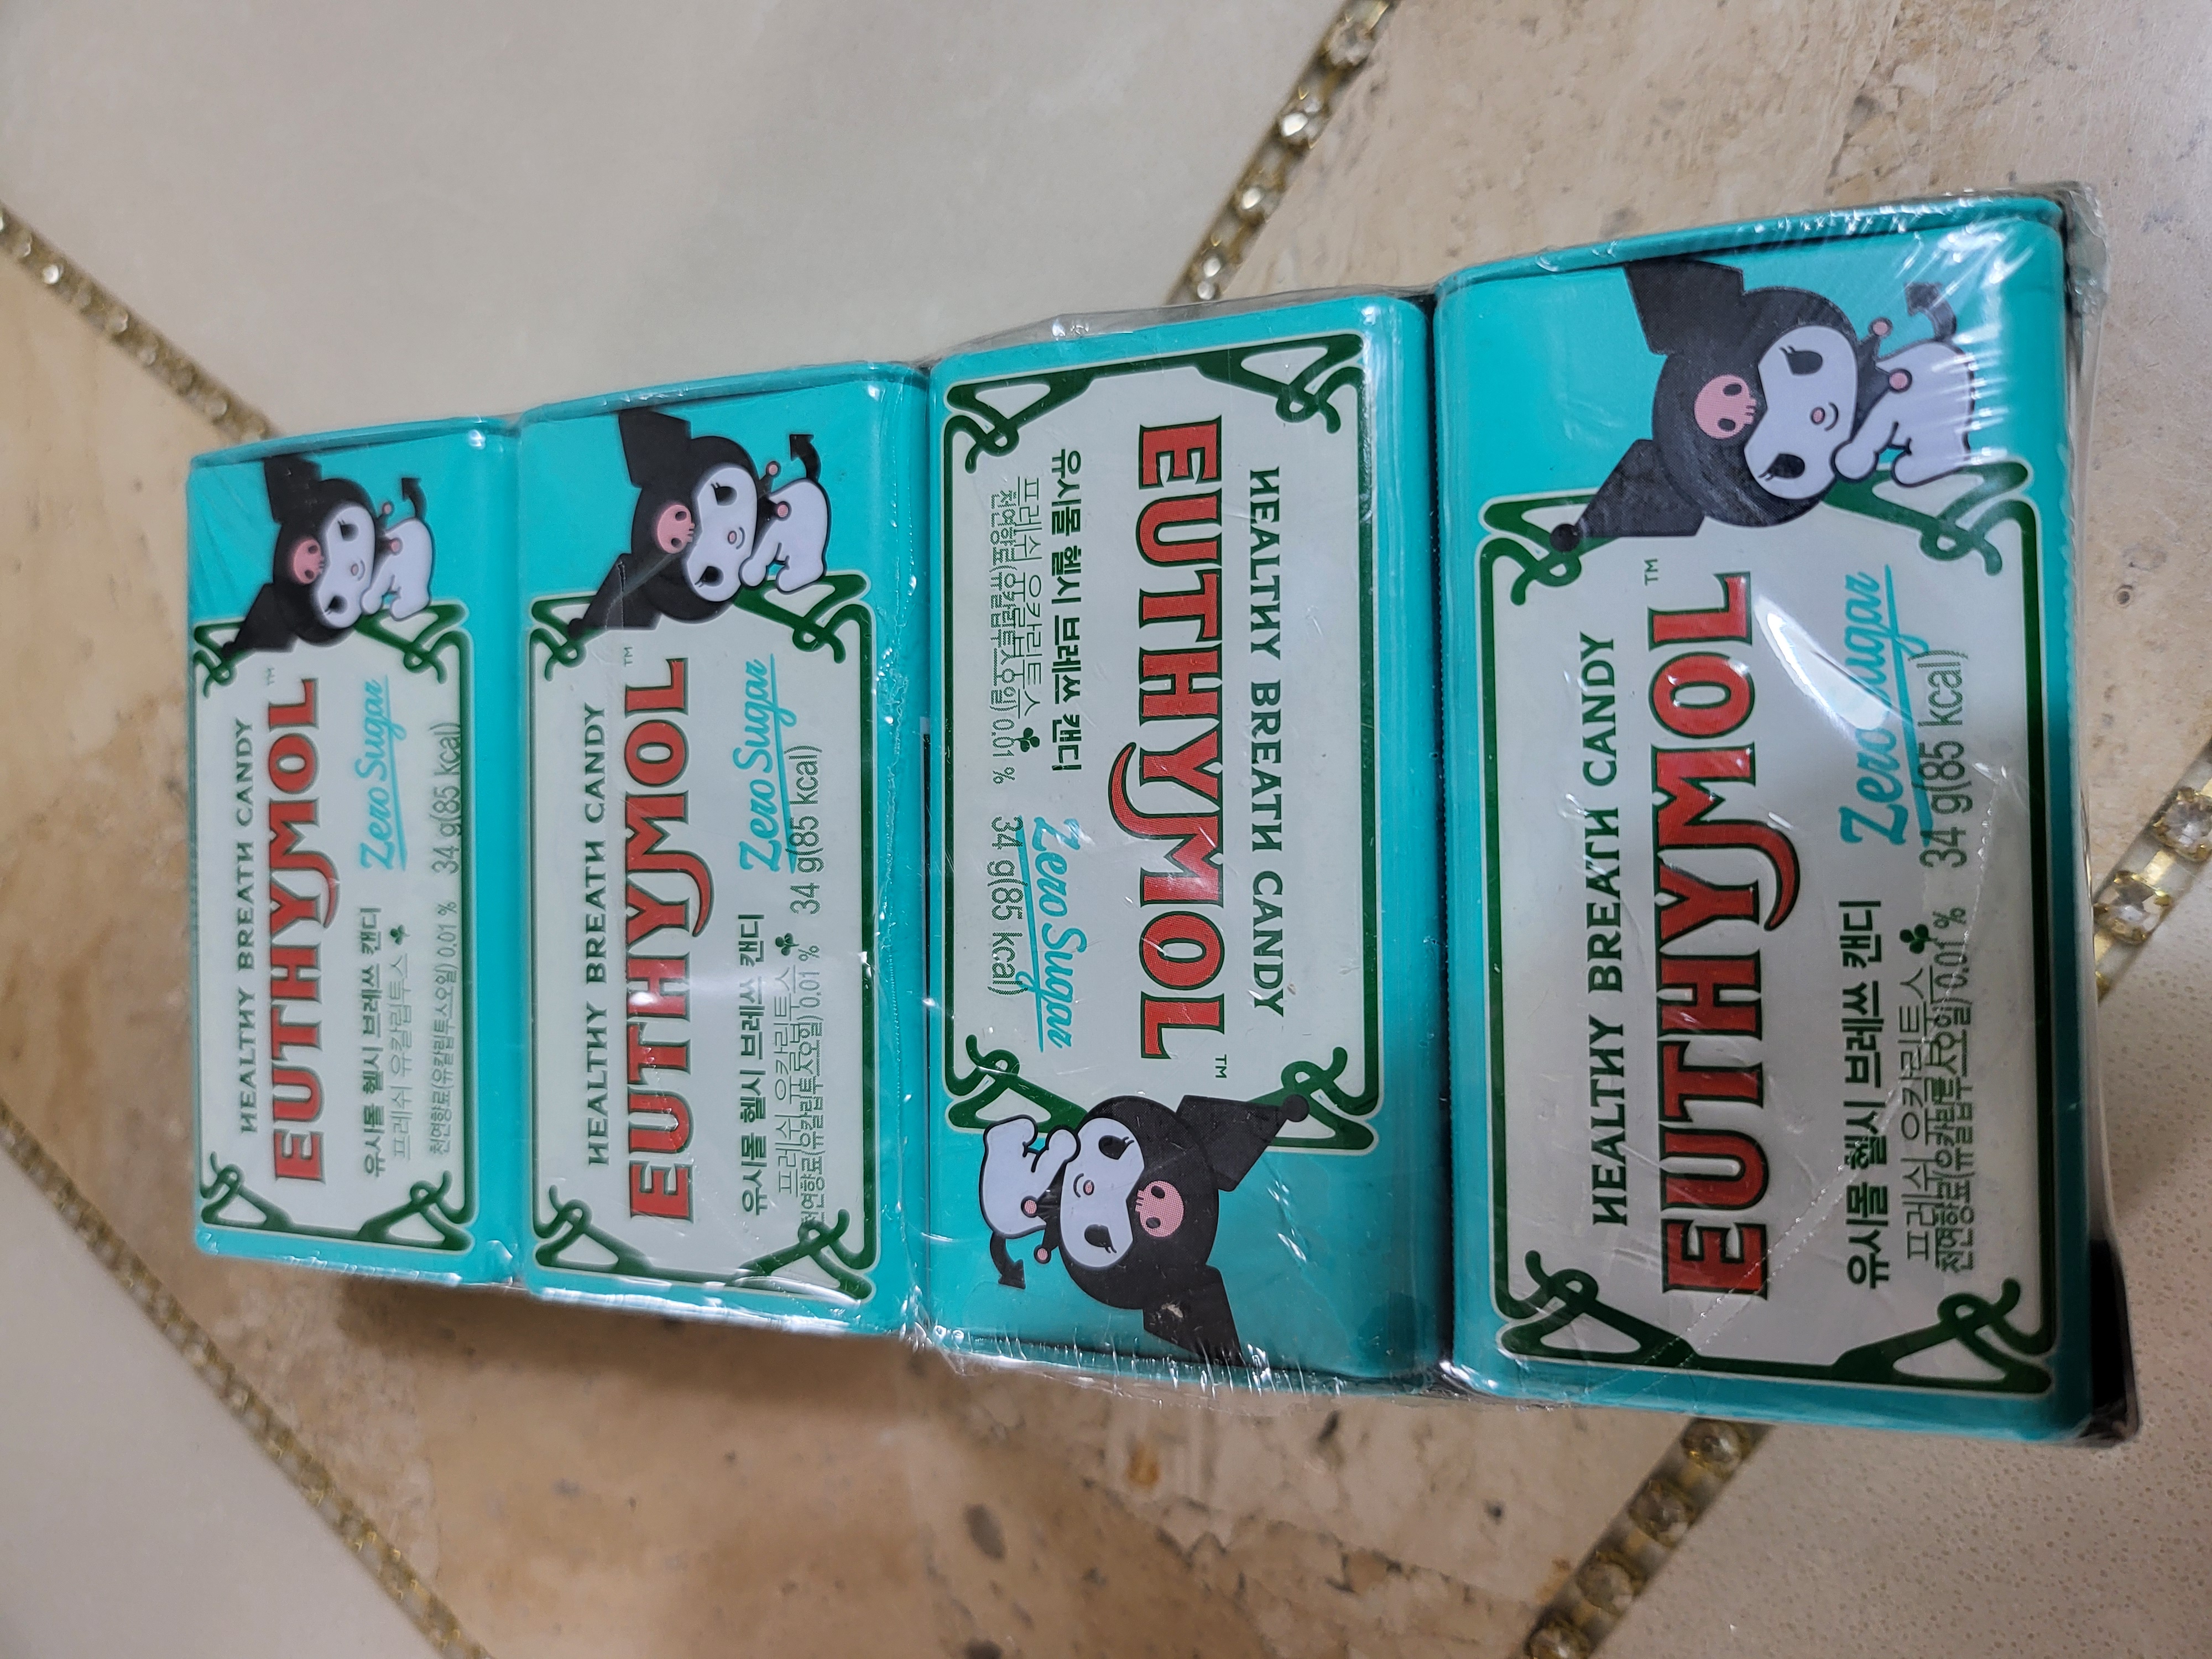 HEALTHY BREATH CANDY
EUTHYMOL™
유시몰 헬시 브레쓰 캔디
프레쉬 유칼립투스
Zero Sugar
천연향료(유칼립투스오일) 0.01 %
34 g(85 kcal)
HEALTHY BREATH CANDY
EUTHYMOL™
유시몰 헬시 브레쓰 캔디
프레쉬 유칼립투스
Zero Sugar
천연향료(유칼립투스오일) 0.01 %
34 g(85 kcal)
HEALTHY BREATH CANDY
EUTHYMOL™
유시몰 헬시 브레쓰 캔디
프레쉬 유칼립투스
Zero Sugar
천연향료(유칼립투스오일) 0.01 %
34 g(85 kcal)
HEALTHY BREATH CANDY
EUTHYMOL™
유시몰 헬시 브레쓰 캔디
프레쉬 유칼립투스
Zero Sugar
천연향료(유칼립투스오일) 0.01 %
34 g(85 kcal)